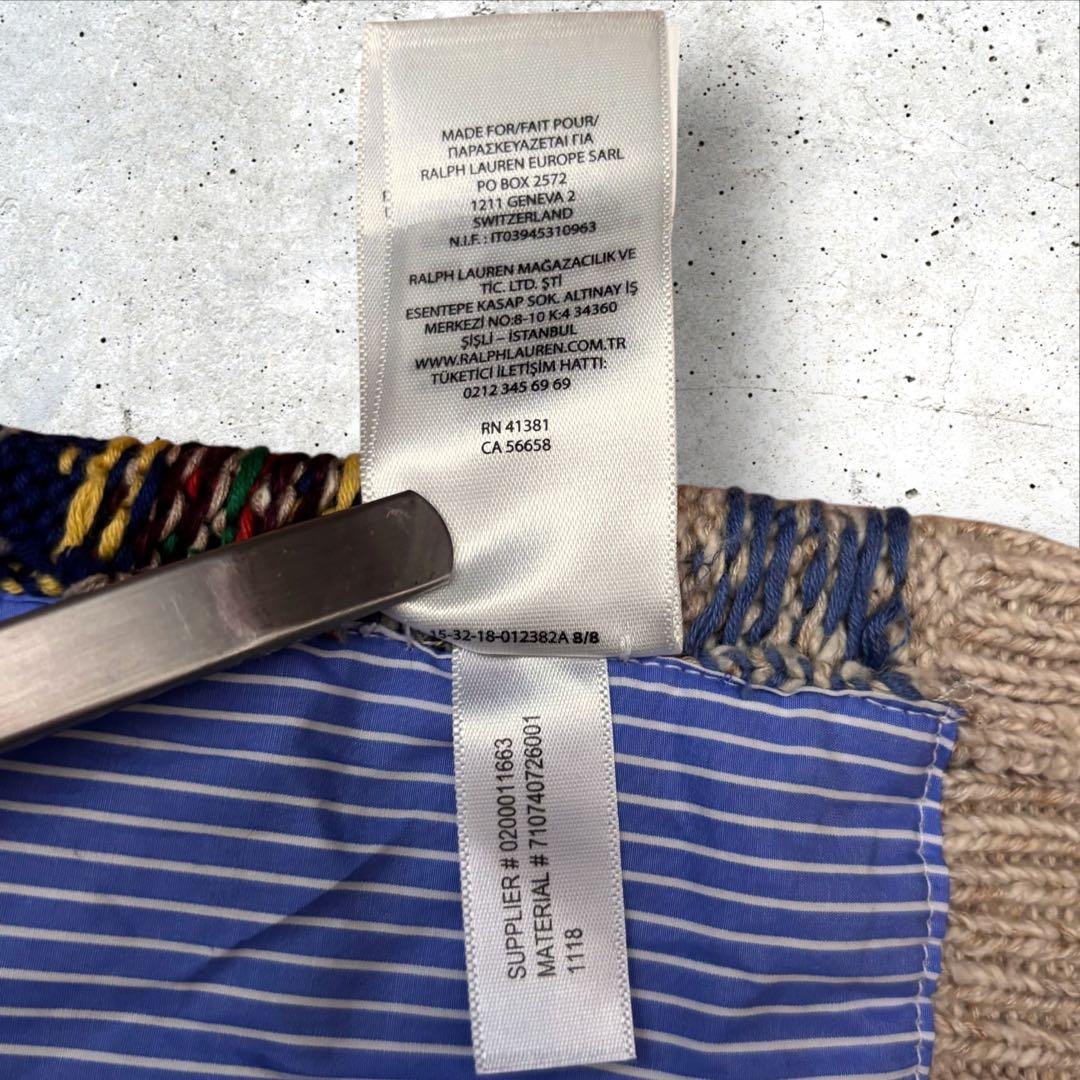 MADE FOR/FAIT POUR/
ΠΑΡΑΣΚΕΥΑΖΕΤΑΙ ΓΙΑ
RALPH LAUREN EUROPE SARL
PO BOX 2572
1211 GENEVA 2
SWITZERLAND
N.I.F. : IT03945310963
RALPH LAUREN MAĞAZACILIK VE
TİC. LTD. ŞTİ
ESENTEPE KASAP SOK. ALTINAY İŞ
MERKEZİ NO:8-10 K:4 34360
ŞİŞLİ – İSTANBUL
WWW.RALPHLAUREN.COM.TR
TÜKETİCİ İLETİŞİM HATTI:
0212 345 69 69
RN 41381
CA 56658
15-32-18-012382A 8/8
SUPPLIER # 0200011663
MATERIAL # 710740726001
1118